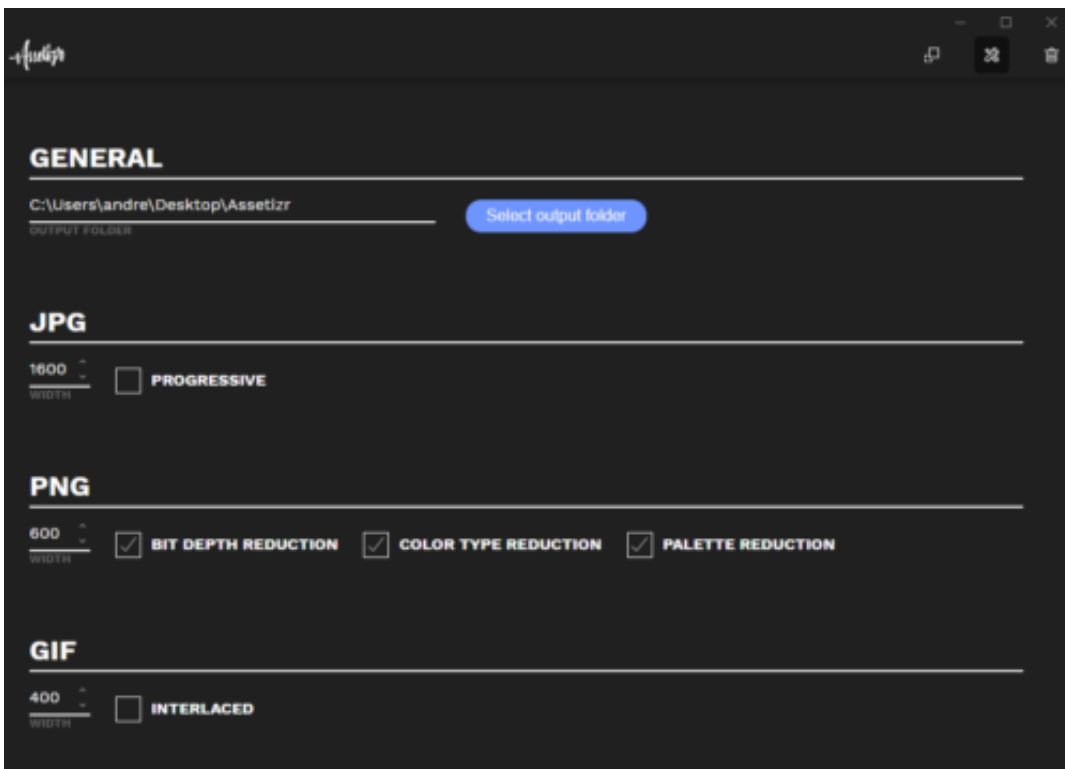 Assetizr
GENERAL
C:\Users\andre\Desktop\Assetizr
Select output folder
OUTPUT FOLDER
JPG
1600
PROGRESSIVE
WIDTH
PNG
600
BIT DEPTH REDUCTION
COLOR TYPE REDUCTION
PALETTE REDUCTION
WIDTH
GIF
400
INTERLACED
WIDTH